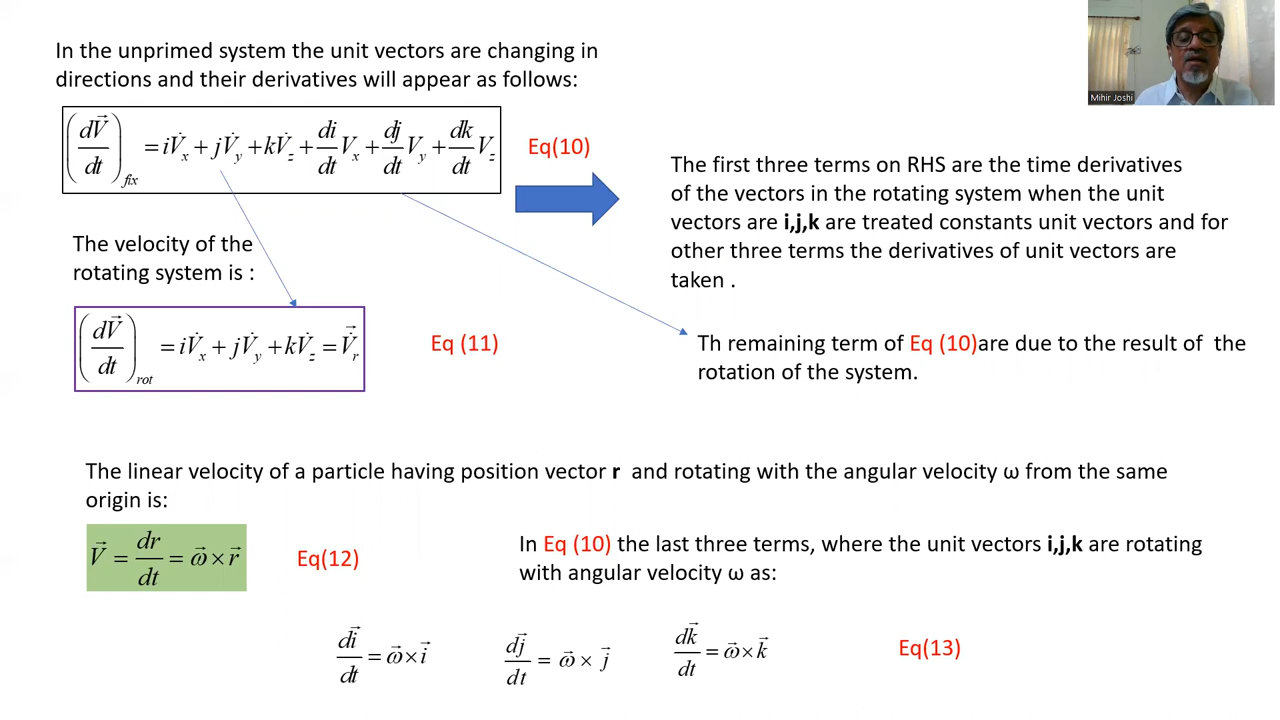 In the unprimed system the unit vectors are changing in
directions and their derivatives will appear as follows:
(dV⃗/dt)fix = iV̇x + jV̇y + kV̇z + di/dt Vx + dj/dt Vy + dk/dt Vz
Eq(10)
Mihir Joshi
The first three terms on RHS are the time derivatives
of the vectors in the rotating system when the unit
vectors are i,j,k are treated constants unit vectors and for
other three terms the derivatives of unit vectors are
taken .
The velocity of the
rotating system is :
(dV⃗/dt)rot = iV̇x + jV̇y + kV̇z = V⃗̇r
Eq (11)
Th remaining term of Eq (10)are due to the result of the
rotation of the system.
The linear velocity of a particle having position vector r and rotating with the angular velocity ω from the same
origin is:
V⃗ = dr/dt = ω⃗ × r⃗
Eq(12)
In Eq (10) the last three terms, where the unit vectors i,j,k are rotating
with angular velocity ω as:
di⃗/dt = ω⃗ × i⃗
dj⃗/dt = ω⃗ × j⃗
dk⃗/dt = ω⃗ × k⃗
Eq(13)